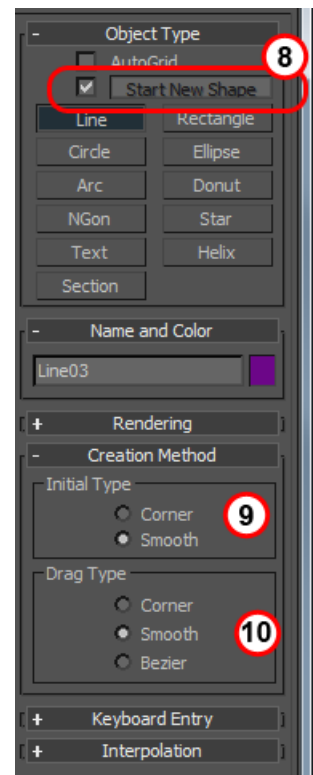 - Object Type
8
AutoGrid
Start New Shape
Line Rectangle
Circle Ellipse
Arc Donut
NGon Star
Text Helix
Section
- Name and Color
Line03
+ Rendering
- Creation Method
Initial Type
Corner
9
Smooth
Drag Type
Corner
Smooth
10
Bezier
+ Keyboard Entry
+ Interpolation